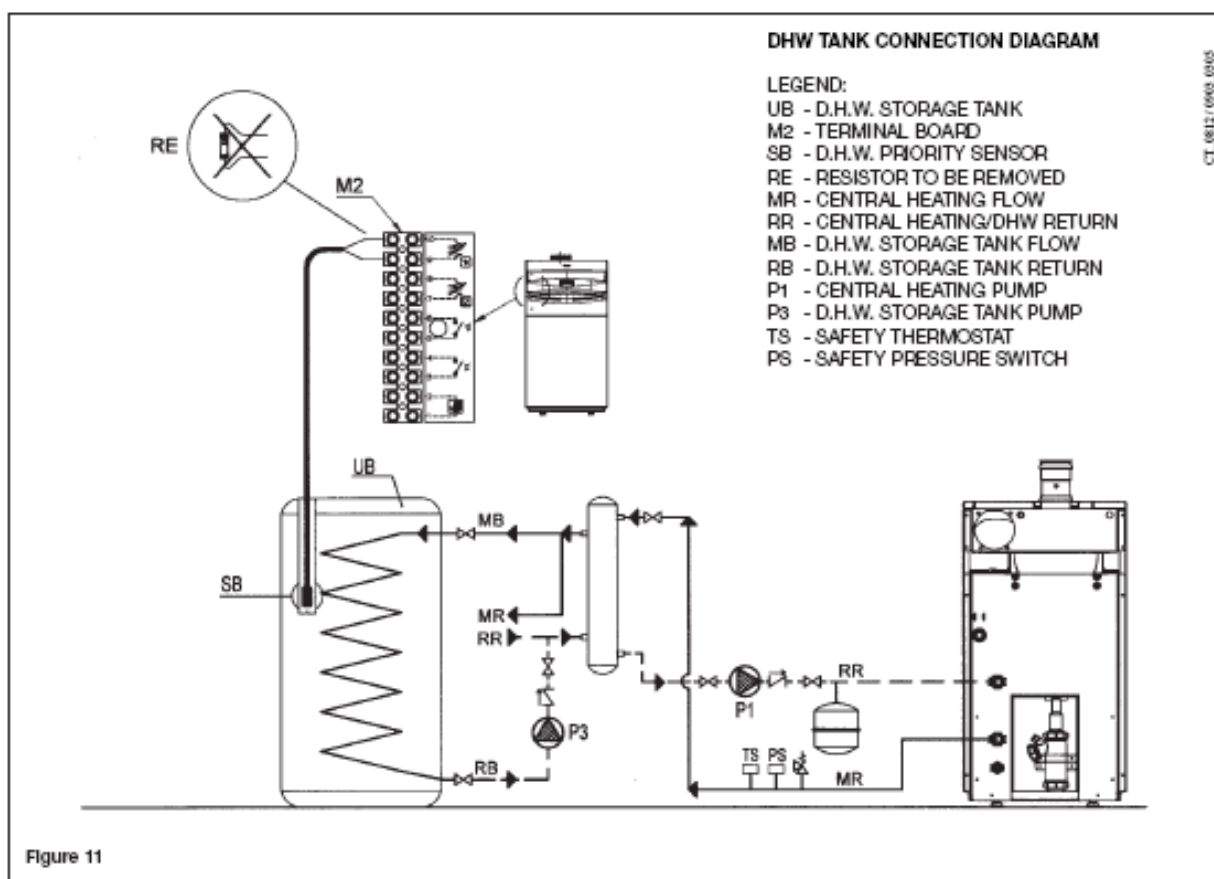 DHW TANK CONNECTION DIAGRAM
LEGEND:
UB - D.H.W. STORAGE TANK
M2 - TERMINAL BOARD
SB - D.H.W. PRIORITY SENSOR
RE - RESISTOR TO BE REMOVED
MR - CENTRAL HEATING FLOW
RR - CENTRAL HEATING/DHW RETURN
MB - D.H.W. STORAGE TANK FLOW
RB - D.H.W. STORAGE TANK RETURN
P1 - CENTRAL HEATING PUMP
P3 - D.H.W. STORAGE TANK PUMP
TS - SAFETY THERMOSTAT
PS - SAFETY PRESSURE SWITCH
CT_0812 / 0903_0305
RE
M2
UB
MB
SB
MR
RR
RR
P1
P3
TS PS
RB
MR
Figure 11